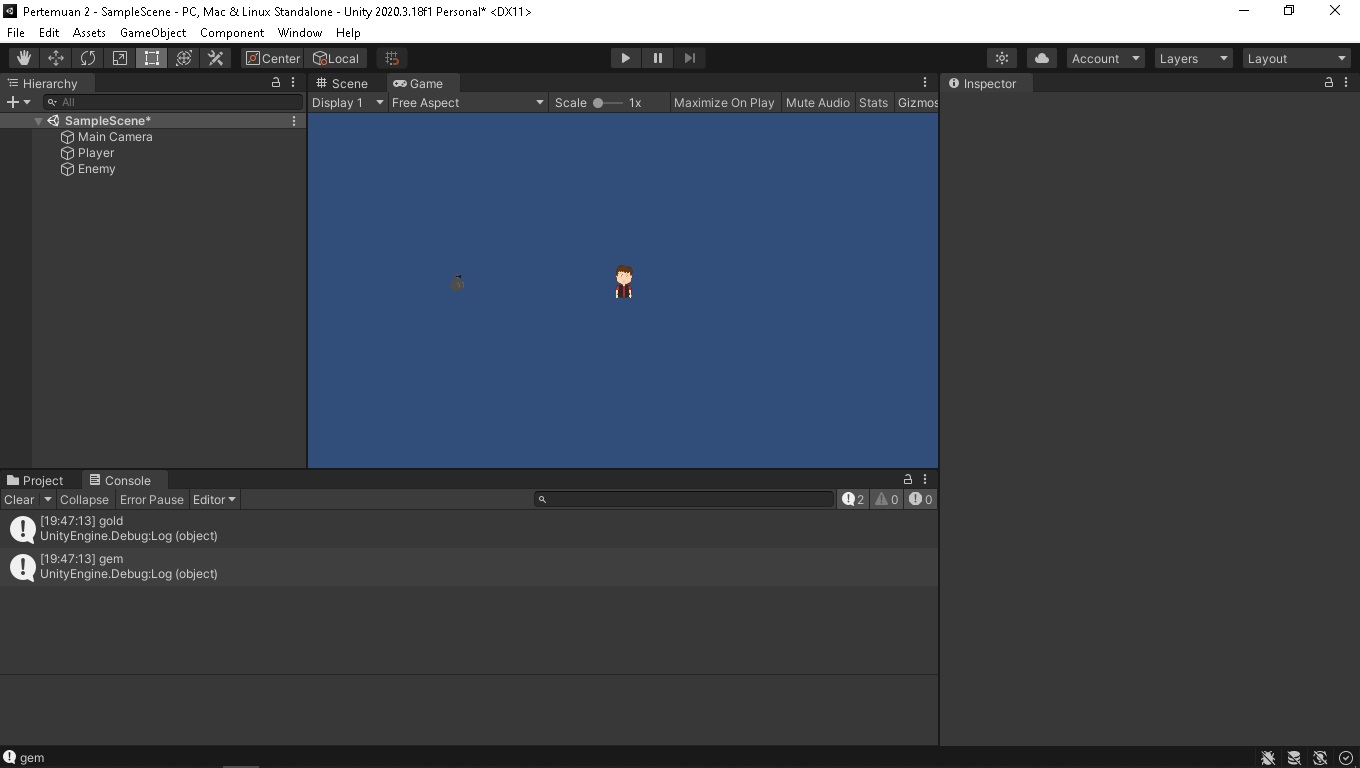 Pertemuan 2 - SampleScene - PC, Mac & Linux Standalone - Unity 2020.3.18f1 Personal* <DX11>
File Edit Assets GameObject Component Window Help
Center Local Account Layers Layout
Hierarchy
All
SampleScene*
Main Camera
Player
Enemy
Scene Game
Display 1 Free Aspect Scale 1x Maximize On Play Mute Audio Stats Gizmos
Inspector
Project Console
Clear Collapse Error Pause Editor 2 0 0
[19:47:13] gold
UnityEngine.Debug:Log (object)
[19:47:13] gem
UnityEngine.Debug:Log (object)
gem